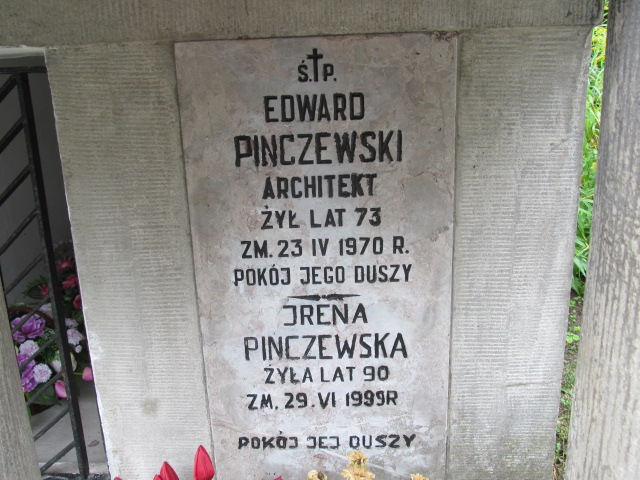 Ś.†P.
EDWARD
PINCZEWSKI
ARCHITEKT
ŻYŁ LAT 73
ZM. 23 IV 1970 R.
POKÓJ JEGO DUSZY
IRENA
PINCZEWSKA
ŻYŁA LAT 90
ZM. 29. VI 1999R
POKÓJ JEJ DUSZY